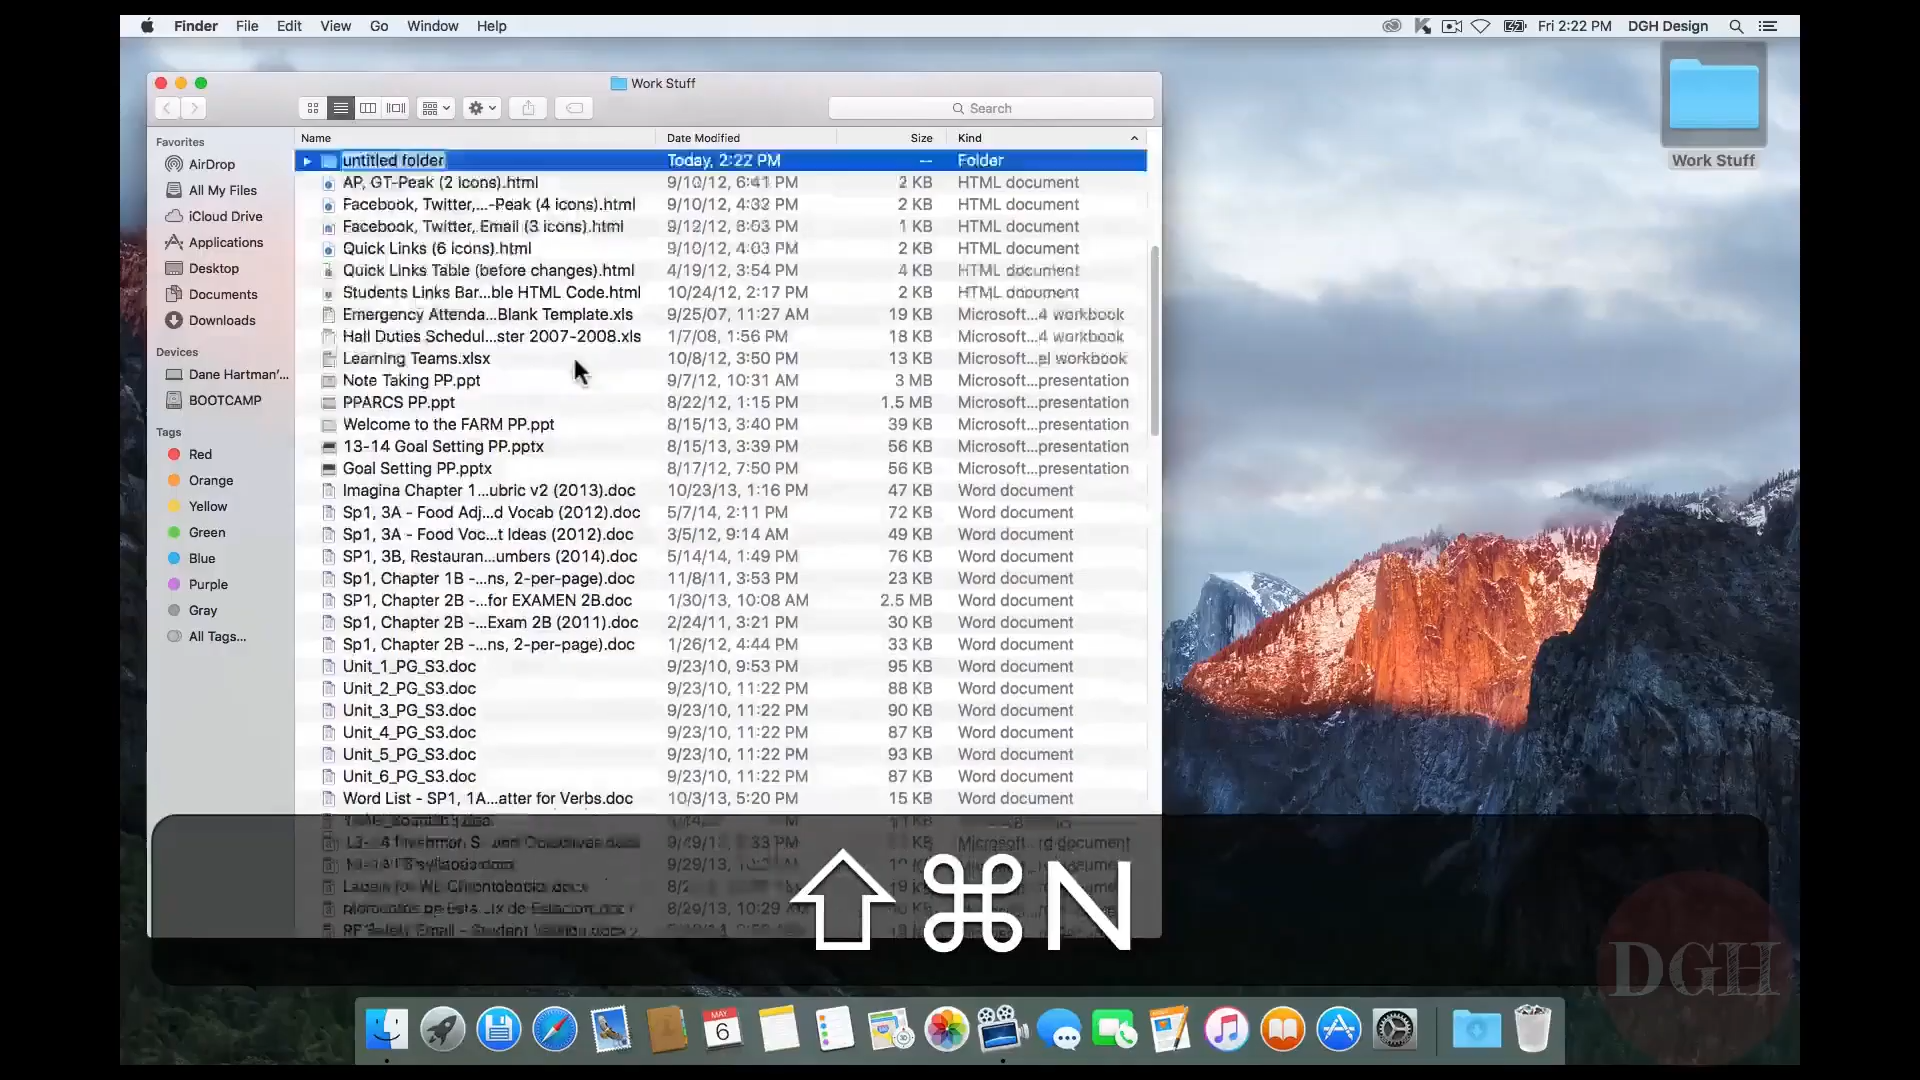 Finder File Edit View Go Window Help
Fri 2:22 PM DGH Design
Work Stuff
Search
Work Stuff
Favorites
AirDrop
All My Files
iCloud Drive
Applications
Desktop
Documents
Downloads
Devices
Dane Hartman'...
BOOTCAMP
Tags
Red
Orange
Yellow
Green
Blue
Purple
Gray
All Tags...
Name Date Modified Size Kind
untitled folder Today, 2:22 PM -- Folder
AP, GT-Peak (2 icons).html 9/10/12, 6:41 PM 2 KB HTML document
Facebook, Twitter,...-Peak (4 icons).html 9/10/12, 4:32 PM 2 KB HTML document
Facebook, Twitter, Email (3 icons).html 9/12/12, PM 1 KB HTML document
Quick Links (6 icons).html 9/10/12, 4:03 PM 2 KB HTML document
Quick Links Table (before changes).html 4/19/12, 3:54 PM 4 KB HTML document
Students Links Bar...ble HTML Code.html 10/24/12, 2:17 PM 2 KB HTML document
Emergency Attenda...Blank Template.xls 9/25/07, 11:27 AM 19 KB Microsoft...4 workbook
Hall Duties Schedul...ster 2007-2008.xls 1/7/08, 1:56 PM 18 KB Microsoft...4 workbook
Learning Teams.xlsx 10/8/12, 3:50 PM 13 KB Microsoft...el workbook
Note Taking PP.ppt 9/7/12, 10:31 AM 3 MB Microsoft...presentation
PPARCS PP.ppt 8/22/12, 1:15 PM 1.5 MB Microsoft...presentation
Welcome to the FARM PP.ppt 8/15/13, 3:40 PM 39 KB Microsoft...presentation
13-14 Goal Setting PP.pptx 8/15/13, 3:39 PM 56 KB Microsoft...presentation
Goal Setting PP.pptx 8/17/12, 7:50 PM 56 KB Microsoft...presentation
Imagina Chapter 1...ubric v2 (2013).doc 10/23/13, 1:16 PM 47 KB Word document
Sp1, 3A - Food Adj...d Vocab (2012).doc 5/7/14, 2:11 PM 72 KB Word document
Sp1, 3A - Food Voc...t Ideas (2012).doc 3/5/12, 9:14 AM 49 KB Word document
SP1, 3B, Restauran...umbers (2014).doc 5/14/14, 1:49 PM 76 KB Word document
Sp1, Chapter 1B -...ns, 2-per-page).doc 11/8/11, 3:53 PM 23 KB Word document
SP1, Chapter 2B -...for EXAMEN 2B.doc 1/30/13, 10:08 AM 2.5 MB Word document
Sp1, Chapter 2B -...Exam 2B (2011).doc 2/24/11, 3:21 PM 30 KB Word document
Sp1, Chapter 2B -...ns, 2-per-page).doc 1/26/12, 4:44 PM 33 KB Word document
Unit_1_PG_S3.doc 9/23/10, 9:53 PM 95 KB Word document
Unit_2_PG_S3.doc 9/23/10, 11:22 PM 88 KB Word document
Unit_3_PG_S3.doc 9/23/10, 11:22 PM 90 KB Word document
Unit_4_PG_S3.doc 9/23/10, 11:22 PM 87 KB Word document
Unit_5_PG_S3.doc 9/23/10, 11:22 PM 93 KB Word document
Unit_6_PG_S3.doc 9/23/10, 11:22 PM 87 KB Word document
Word List - SP1, 1A...atter for Verbs.doc 10/3/13, 5:20 PM 15 KB Word document
⇧⌘N
DGH
MAY
6
3D